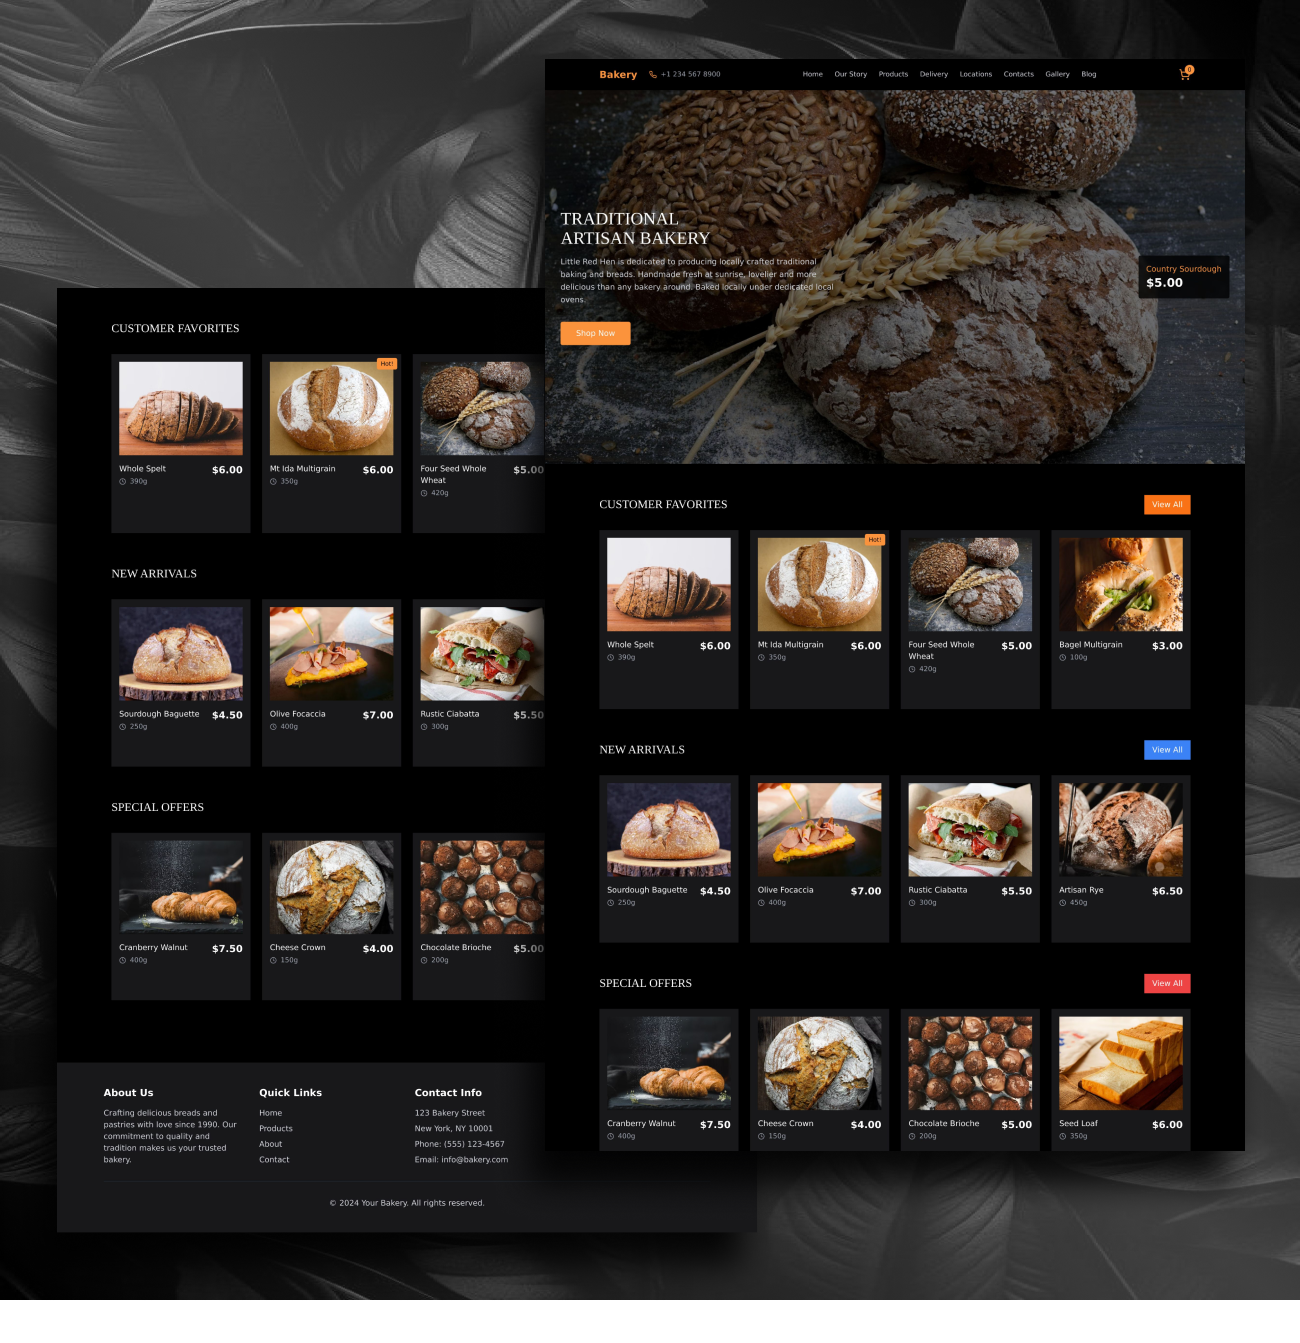 Bakery
+1 234 567 8900
Home Our Story Products Delivery Locations Contacts Gallery Blog
0
TRADITIONAL
ARTISAN BAKERY
Little Red Hen is dedicated to producing locally crafted traditional
baking and breads. Handmade fresh at sunrise, lovelier and more
delicious than any bakery around. Baked locally under dedicated local
ovens.
Shop Now
Country Sourdough
$5.00
CUSTOMER FAVORITES
View All
Hot!
Whole Spelt $6.00
390g
Mt Ida Multigrain $6.00
350g
Four Seed Whole
Wheat
$5.00
420g
Bagel Multigrain $3.00
100g
NEW ARRIVALS
View All
Sourdough Baguette $4.50
250g
Olive Focaccia $7.00
400g
Rustic Ciabatta $5.50
300g
Artisan Rye $6.50
450g
SPECIAL OFFERS
View All
Cranberry Walnut $7.50
400g
Cheese Crown $4.00
150g
Chocolate Brioche $5.00
200g
Seed Loaf $6.00
350g
CUSTOMER FAVORITES
Hot!
Whole Spelt $6.00
390g
Mt Ida Multigrain $6.00
350g
Four Seed Whole
Wheat
$5.00
420g
NEW ARRIVALS
Sourdough Baguette $4.50
250g
Olive Focaccia $7.00
400g
Rustic Ciabatta $5.50
300g
SPECIAL OFFERS
Cranberry Walnut $7.50
400g
Cheese Crown $4.00
150g
Chocolate Brioche $5.00
200g
About Us
Crafting delicious breads and
pastries with love since 1990. Our
commitment to quality and
tradition makes us your trusted
bakery.
Quick Links
Home
Products
About
Contact
Contact Info
123 Bakery Street
New York, NY 10001
Phone: (555) 123-4567
Email: info@bakery.com
© 2024 Your Bakery. All rights reserved.